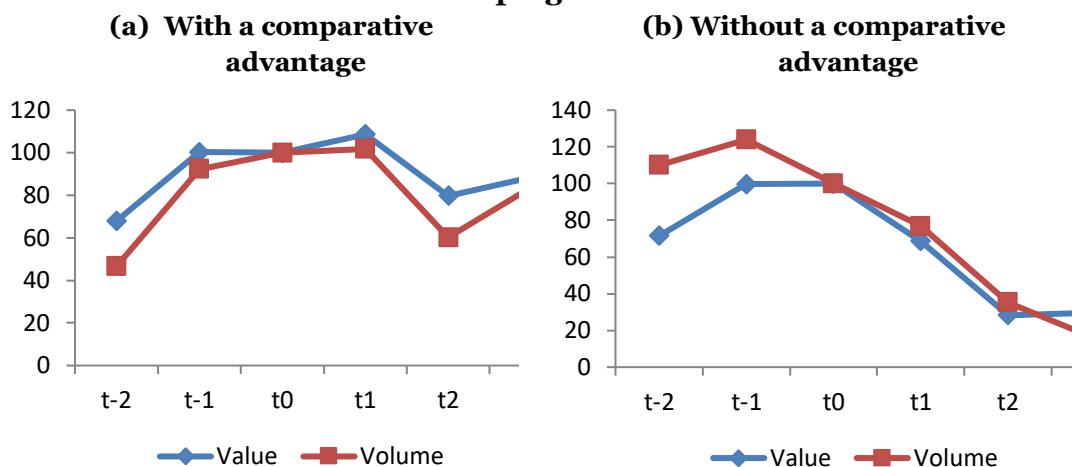 (a) With a comparative
advantage
120
100
80
60
40
20
0
t-2 t-1 t0 t1 t2
Value Volume
(b) Without a comparative
advantage
140
120
100
80
60
40
20
0
t-2 t-1 t0 t1 t2
Value Volume